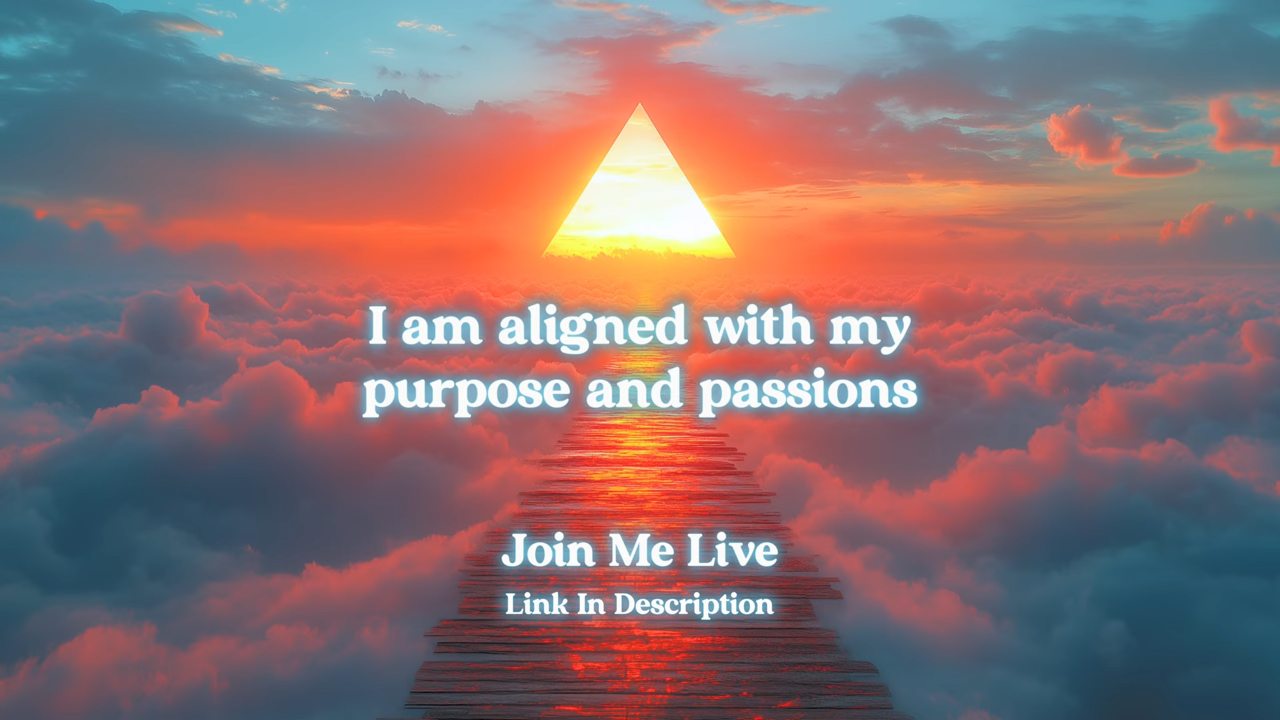 I am aligned with my
purpose and passions
Join Me Live
Link In Description